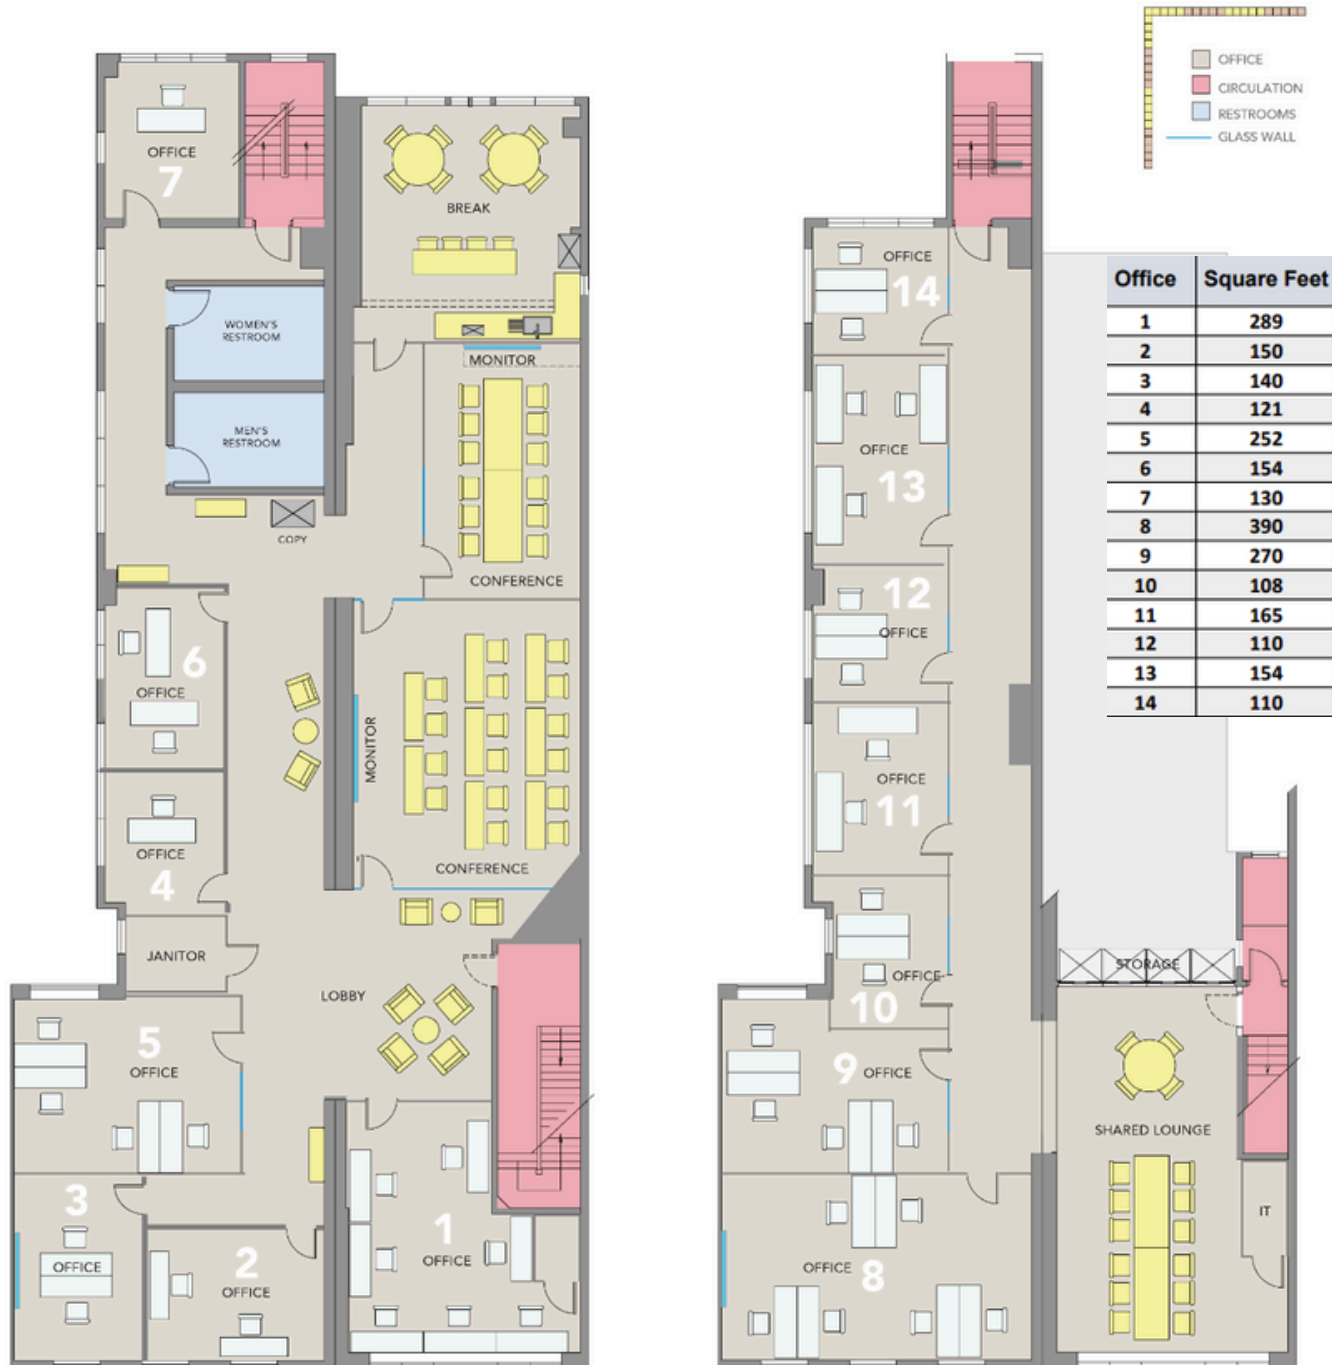 OFFICE
CIRCULATION
RESTROOMS
GLASS WALL
OFFICE
7
BREAK
WOMEN'S
RESTROOM
MONITOR
MEN'S
RESTROOM
COPY
CONFERENCE
6
OFFICE
MONITOR
OFFICE
4
CONFERENCE
JANITOR
LOBBY
5
OFFICE
3
OFFICE
2
OFFICE
1
OFFICE
OFFICE
14
OFFICE
13
12
OFFICE
OFFICE
11
OFFICE
10
STORAGE
9 OFFICE
SHARED LOUNGE
IT
OFFICE 8
Office Square Feet
1 289
2 150
3 140
4 121
5 252
6 154
7 130
8 390
9 270
10 108
11 165
12 110
13 154
14 110